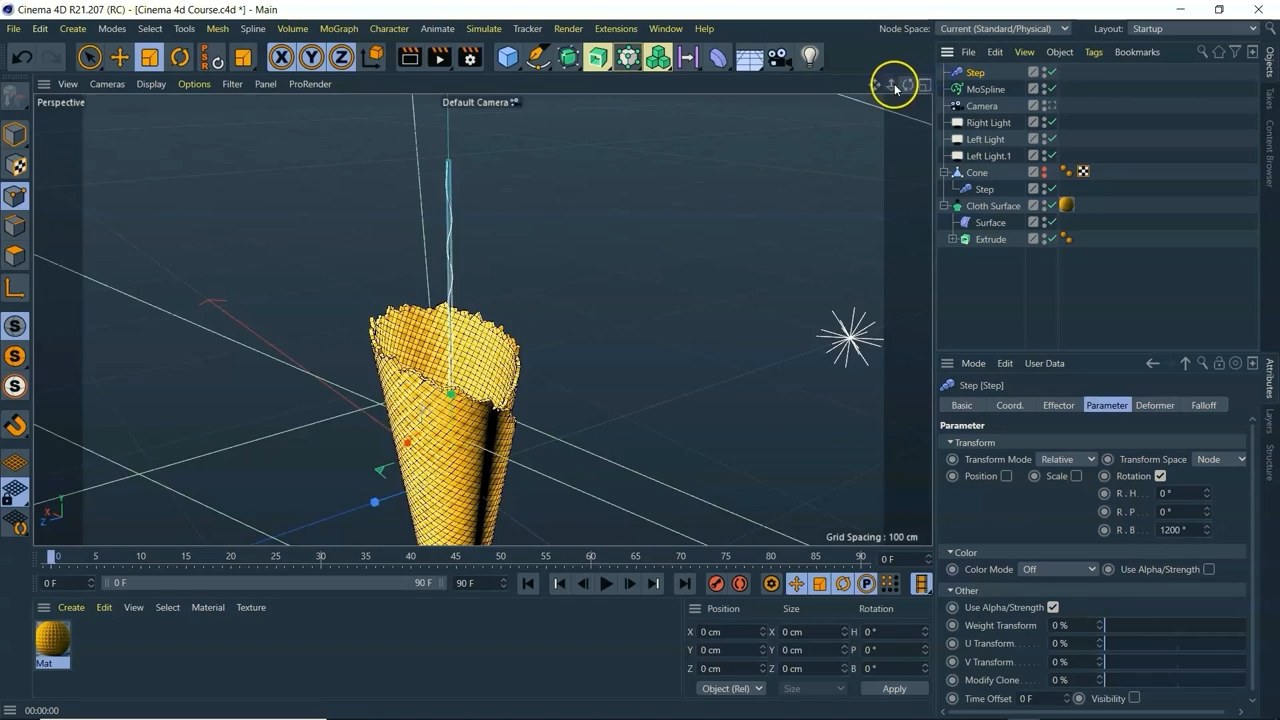 Cinema 4D R21.207 (RC) - [Cinema 4d Course.c4d *] - Main
File Edit Create Modes Select Tools Mesh Spline Volume MoGraph Character Animate Simulate Tracker Render Extensions Window Help Node Space: Current (Standard/Physical) Layout: Startup
X Y Z
File Edit View Object Tags Bookmarks
View Cameras Display Options Filter Panel ProRender
Perspective
Default Camera
Step
MoSpline
Camera
Right Light
Left Light
Left Light.1
Cone
Step
Cloth Surface
Surface
Extrude
Objects
Takes
Content Browser
Attributes
Layers
Structure
Mode Edit User Data
Step [Step]
Basic Coord. Effector Parameter Deformer Falloff
Parameter
Transform
Transform Mode Relative Transform Space Node
Position Scale Rotation
R . H 0 °
R . P 0 °
R . B 1200 °
Color
Color Mode Off Use Alpha/Strength
Other
Use Alpha/Strength
Weight Transform 0 %
U Transform 0 %
V Transform 0 %
Modify Clone 0 %
Time Offset 0 F Visibility
Grid Spacing : 100 cm
0 5 10 15 20 25 30 35 40 45 50 55 60 65 70 75 80 85 90 0 F
0 F 0 F 90 F 90 F
Create Edit View Select Material Texture
Mat
Position Size Rotation
X 0 cm X 0 cm H 0 °
Y 0 cm Y 0 cm P 0 °
Z 0 cm Z 0 cm B 0 °
Object (Rel) Size Apply
00:00:00